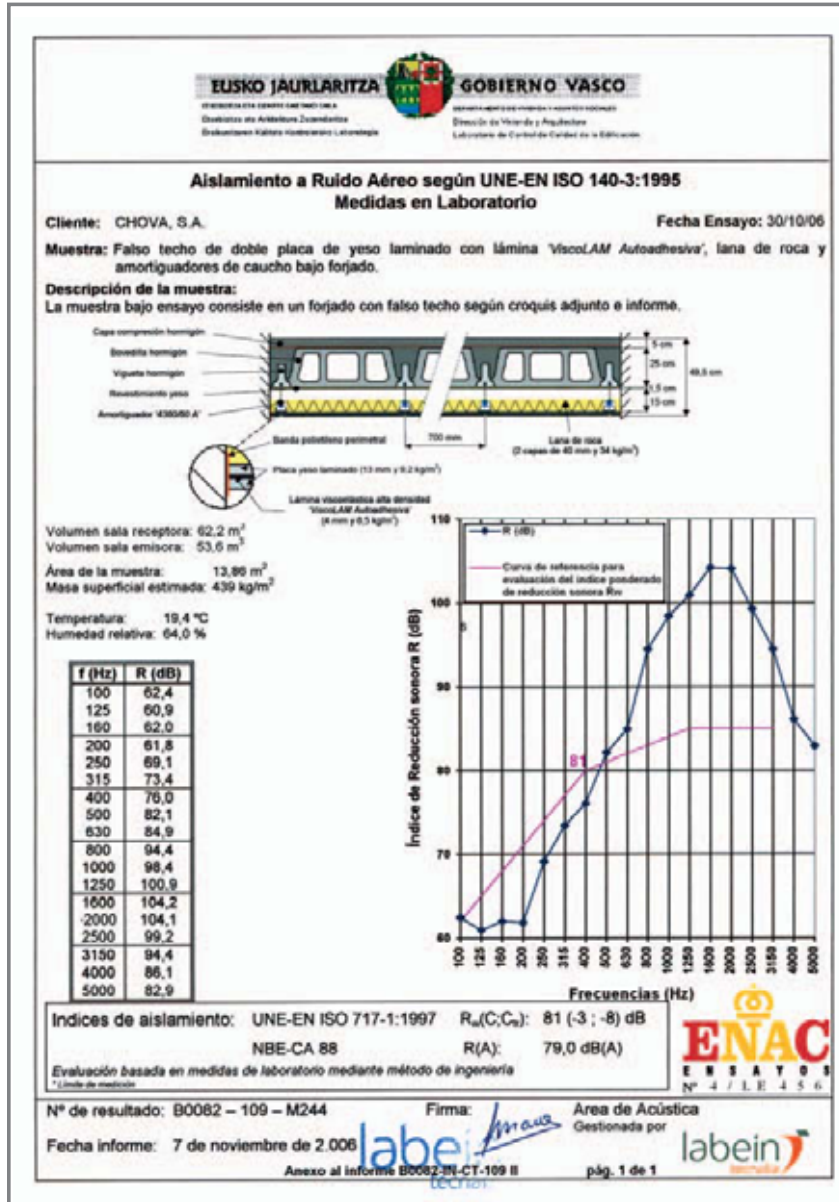 EUSKO JAURLARITZA
GOBIERNO VASCO
DEPARTAMENTO DE VIVIENDA Y ASUNTOS SOCIALES
Dirección de Vivienda y Arquitectura
Laboratorio de Control de Calidad de la Edificación
Aislamiento a Ruido Aéreo según UNE-EN ISO 140-3:1995
Medidas en Laboratorio
Cliente: CHOVA, S.A.
Fecha Ensayo: 30/10/06
Muestra: Falso techo de doble placa de yeso laminado con lámina 'ViscoLAM Autoadhesiva', lana de roca y
amortiguadores de caucho bajo forjado.
Descripción de la muestra:
La muestra bajo ensayo consiste en un forjado con falso techo según croquis adjunto e informe.
Capa compresión hormigón
Bovedilla hormigón
Vigueta hormigón
Revestimiento yeso
Amortiguador '4360/60 A'
5 cm
25 cm
1,5 cm
15 cm
49,5 cm
700 mm
Banda polietileno perimetral
Lana de roca
(2 capas de 40 mm y 34 kg/m³)
Placa yeso laminado (13 mm y 9.2 kg/m²)
Lámina viscoelástica alta densidad
'ViscoLAM Autoadhesiva'
(4 mm y 6,5 kg/m²)
Volumen sala receptora: 62,2 m³
Volumen sala emisora: 53,6 m³
Área de la muestra: 13,86 m²
Masa superficial estimada: 439 kg/m²
Temperatura: 19,4 ºC
Humedad relativa: 64,0 %
f (Hz) R (dB)
100 62,4
125 60,9
160 62,0
200 61,8
250 69,1
315 73,4
400 76,0
500 82,1
630 84,9
800 94,4
1000 98,4
1250 100,9
1600 104,2
2000 104,1
2500 99,2
3150 94,4
4000 86,1
5000 82,9
Índice de Reducción sonora R (dB)
110
100
90
80
70
60
R (dB)
Curva de referencia para
evaluación del índice ponderado
de reducción sonora Rw
s
81
100 125 160 200 250 315 400 500 630 800 1000 1250 1600 2000 2500 3150 4000 5000
Frecuencias (Hz)
Indices de aislamiento: UNE-EN ISO 717-1:1997 Rw(C;Ctr): 81 (-3 ; -8) dB
NBE-CA 88 R(A): 79,0 dB(A)
Evaluación basada en medidas de laboratorio mediante método de ingeniería
* Límite de medición
ENAC
ENSAYOS
Nº 4 / LE 456
Nº de resultado: B0082 – 109 – M244
Firma:
Area de Acústica
Gestionada por
Fecha informe: 7 de noviembre de 2.006
labein
tecnalia
Anexo al informe B0082-IN-CT-109 II
pág. 1 de 1